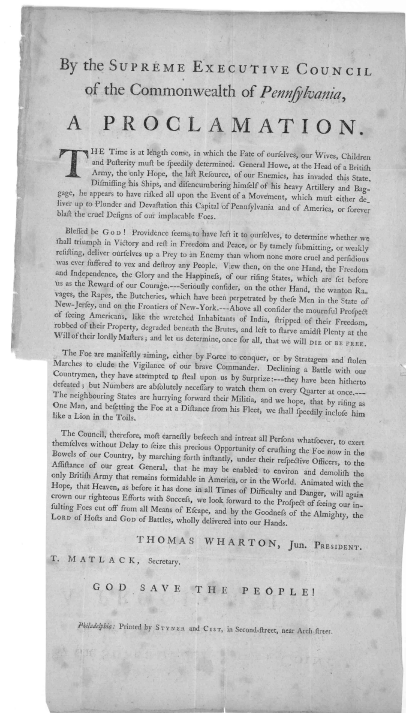 By the SUPREME EXECUTIVE COUNCIL
of the Commonwealth of Pennſylvania,
A PROCLAMATION.
THE Time is at length come, in which the Fate of ourſelves, our Wives, Children
and Poſterity muſt be ſpeedily determined. General Howe, at the Head of a Britiſh
Army, the only Hope, the laſt Reſource, of our Enemies, has invaded this State,
Diſmiſſing his Ships, and diſencumbering himſelf of his heavy Artillery and Bag-
gage, he appears to have riſked all upon the Event of a Movement, which muſt either de-
liver up to Plunder and Devaſtation this Capital of Pennſylvania and of America, or forever
blaſt the cruel Deſigns of our implacable Foes.
Bleſſed be GOD! Providence ſeems to have left it to ourſelves, to determine whether we
ſhall triumph in Victory and reſt in Freedom and Peace, or by tamely ſubmitting, or weakly
reſiſting, deliver ourſelves up a Prey to an Enemy than whom none more cruel and perfidious
was ever ſuffered to vex and deſtroy any People. View then, on the one Hand, the Freedom
and Independence, the Glory and the Happineſs, of our riſing States, which are ſet before
us as the Reward of our Courage.---Seriouſly conſider, on the other Hand, the wanton Ra-
vages, the Rapes, the Butcheries, which have been perpetrated by theſe Men in the State of
New-Jerſey, and on the Frontiers of New-York.---Above all conſider the mournful Proſpect
of ſeeing Americans, like the wretched Inhabitants of India, ſtripped of their Freedom,
robbed of their Property, degraded beneath the Brutes, and left to ſtarve amidſt Plenty at the
Will of their lordly Maſters; and let us determine, once for all, that we will DIE or BE FREE.
The Foe are manifeſtly aiming, either by Force to conquer, or by Stratagem and ſtolen
Marches to elude the Vigilance of our brave Commander. Declining a Battle with our
Countrymen, they have attempted to ſteal upon us by Surprize:---they have been hitherto
defeated; but Numbers are abſolutely neceſſary to watch them on every Quarter at once.---
The neighbouring States are hurrying forward their Militia, and we hope, that by riſing as
One Man, and beſetting the Foe at a Diſtance from his Fleet, we ſhall ſpeedily incloſe him
like a Lion in the Toils.
The Council, therefore, moſt earneſtly beſeech and intreat all Perſons whatſoever, to exert
themſelves without Delay to ſeize this precious Opportunity of cruſhing the Foe now in the
Bowels of our Country, by marching forth inſtantly, under their reſpective Officers, to the
Aſſiſtance of our great General, that he may be enabled to environ and demoliſh the
only Britiſh Army that remains formidable in America, or in the World. Animated with the
Hope, that Heaven, as before it has done in all Times of Difficulty and Danger, will again
crown our righteous Efforts with Succeſs, we look forward to the Proſpect of ſeeing our in-
ſulting Foes cut off from all Means of Eſcape, and by the Goodneſs of the Almighty, the
LORD of Hoſts and GOD of Battles, wholly delivered into our Hands.
THOMAS WHARTON, Jun. PRESIDENT.
T. MATLACK, Secretary.
GOD SAVE THE PEOPLE!
Philadelphia: Printed by STYNER and CIST, in Second-ſtreet, near Arch-ſtreet.